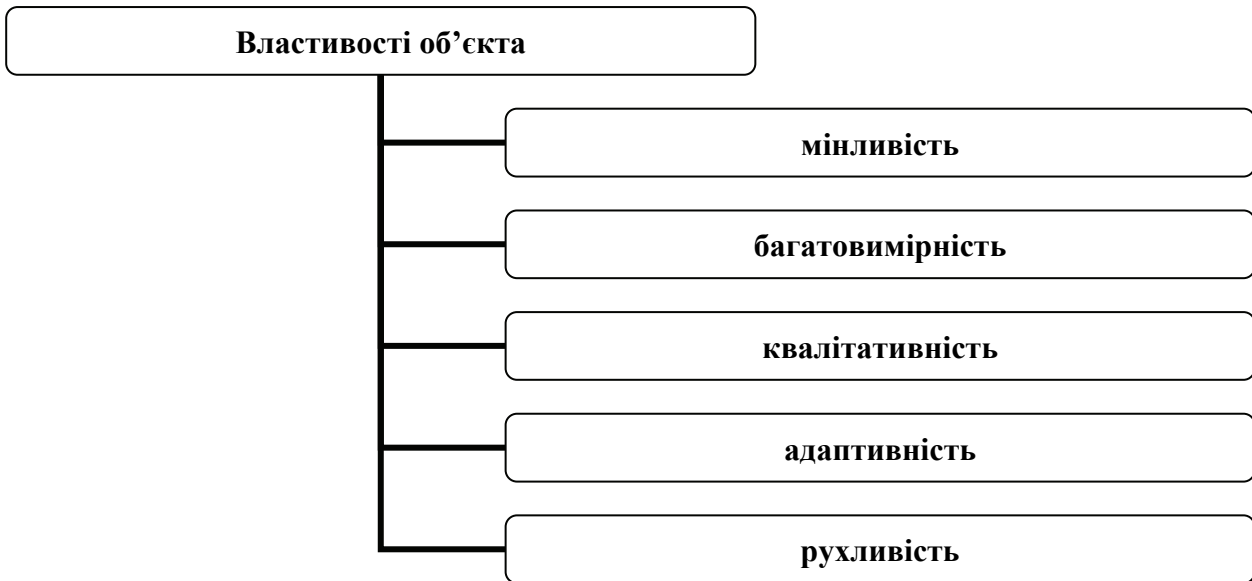 Властивості об’єкта
мінливість
багатовимірність
квалітативність
адаптивність
рухливість